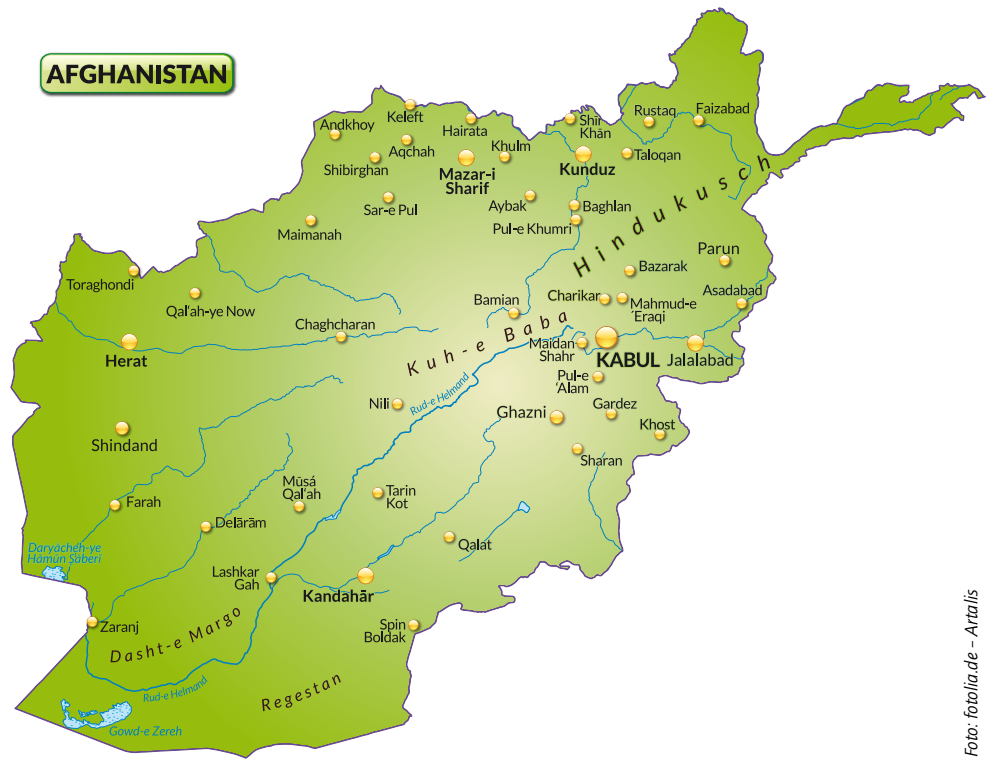 AFGHANISTAN
Keleft
Andkhoy
Hairata
Shir
Khān
Rustaq
Faizabad
Aqchah
Khulm
Shibirghan
Mazar-i
Sharif
Kunduz
Taloqan
Sar-e Pul
Aybak
Baghlan
Pul-e Khumri
Maimanah
Hindukusch
Parun
Bazarak
Toraghondi
Qal'ah-ye Now
Bamian
Charikar
Mahmud-e
'Eraqi
Asadabad
Chaghcharan
Herat
Kuh-e Baba
Maidan-
Shahr
KABUL
Jalalabad
Pul-e
'Alam
Rud-e Helmand
Nili
Ghazni
Gardez
Khost
Shindand
Sharan
Mūsá
Qal'ah
Tarin
Kot
Farah
Delārām
Qalat
Daryācheh-ye
Hāmūn Sāberī
Lashkar
Gah
Kandahār
Zaranj
Dasht-e Margo
Spin
Boldak
Rud-e Helmand
Regestan
Gowd-e Zereh
Foto: fotolia.de – Artalis